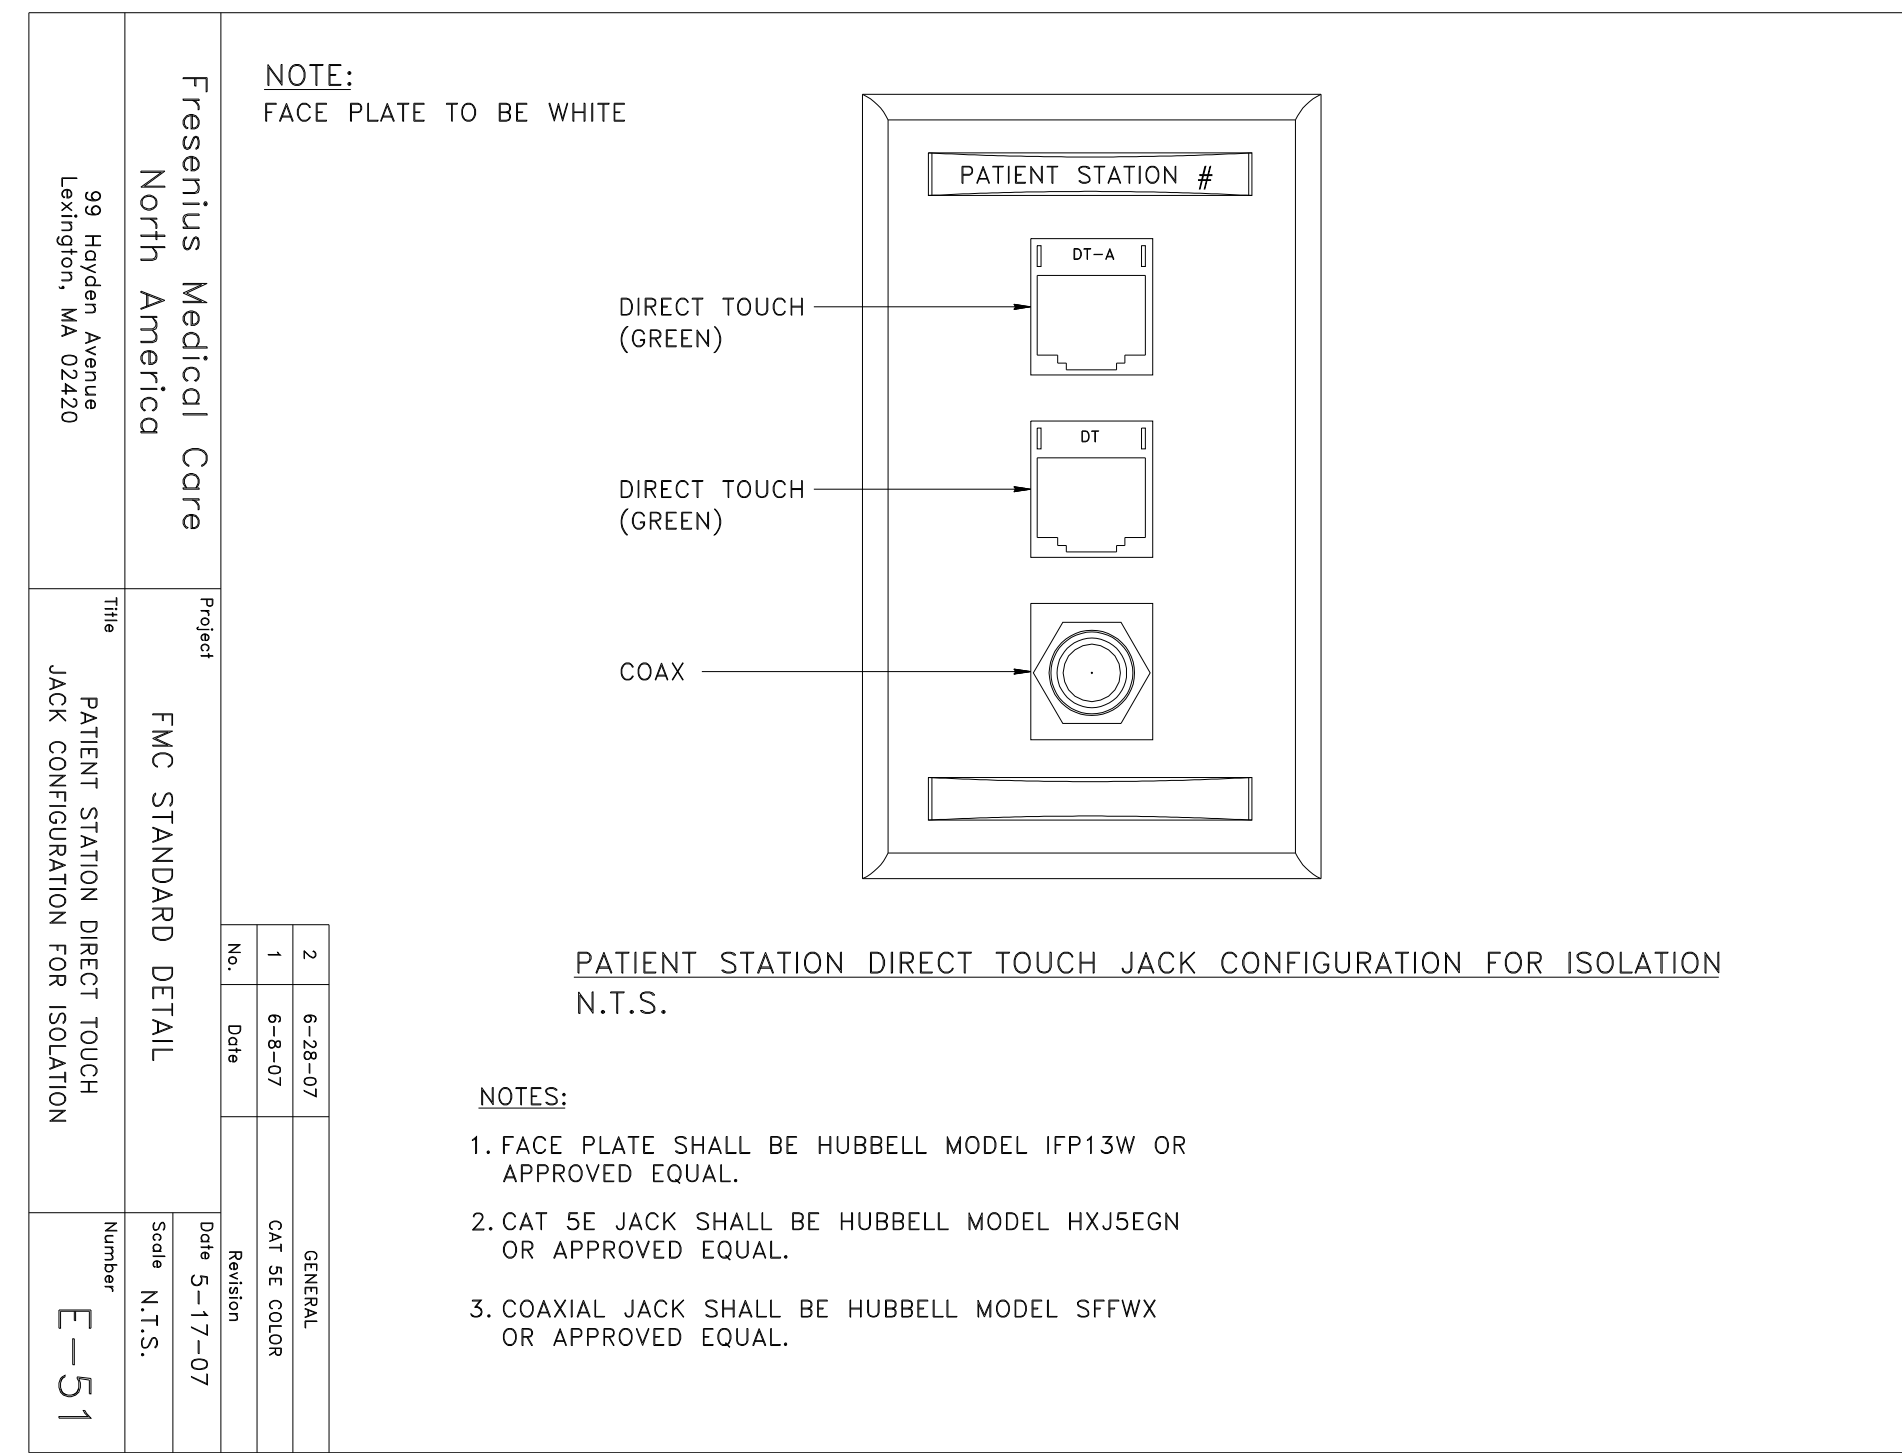 NOTE:
FACE PLATE TO BE WHITE
PATIENT STATION #
DT-A
DIRECT TOUCH
(GREEN)
DT
DIRECT TOUCH
(GREEN)
COAX
PATIENT STATION DIRECT TOUCH JACK CONFIGURATION FOR ISOLATION
N.T.S.
NOTES:
1. FACE PLATE SHALL BE HUBBELL MODEL IFP13W OR
APPROVED EQUAL.
2. CAT 5E JACK SHALL BE HUBBELL MODEL HXJ5EGN
OR APPROVED EQUAL.
3. COAXIAL JACK SHALL BE HUBBELL MODEL SFFWX
OR APPROVED EQUAL.
2 6-28-07 GENERAL
1 6-8-07 CAT 5E COLOR
No. Date Revision
Fresenius Medical Care
North America
99 Hayden Avenue
Lexington, MA 02420
Project
FMC STANDARD DETAIL
Title
PATIENT STATION DIRECT TOUCH
JACK CONFIGURATION FOR ISOLATION
Date 5-17-07
Scale N.T.S.
Number
E-51